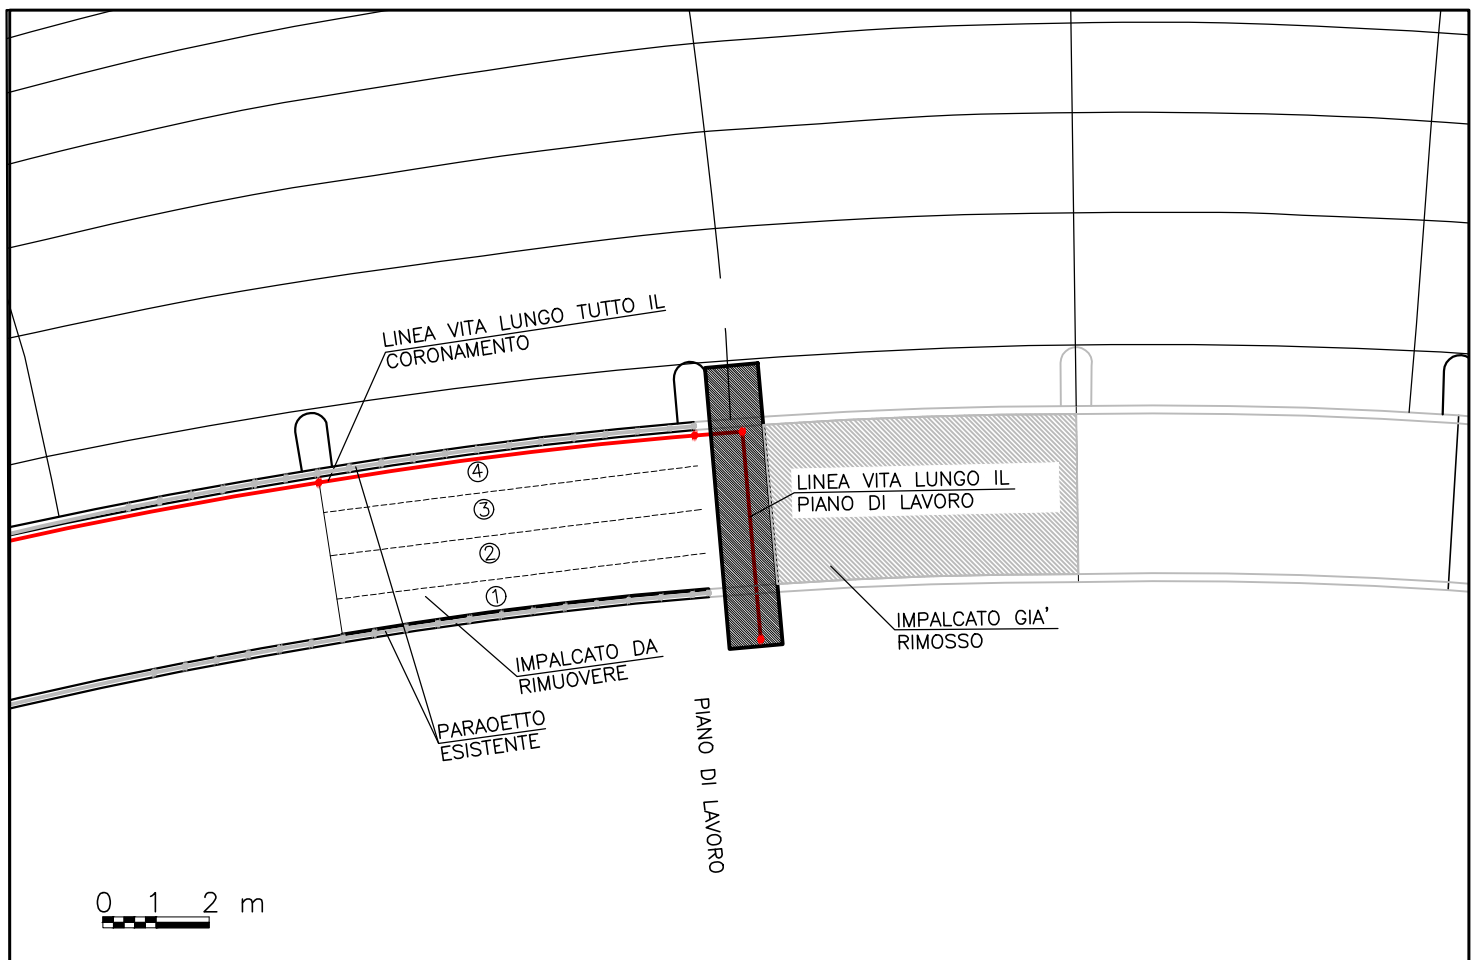 LINEA VITA LUNGO TUTTO IL
CORONAMENTO
4
3
2
1
LINEA VITA LUNGO IL
PIANO DI LAVORO
IMPALCATO GIA'
RIMOSSO
IMPALCATO DA
RIMUOVERE
PARAOETTO
ESISTENTE
PIANO DI LAVORO
0 1 2 m